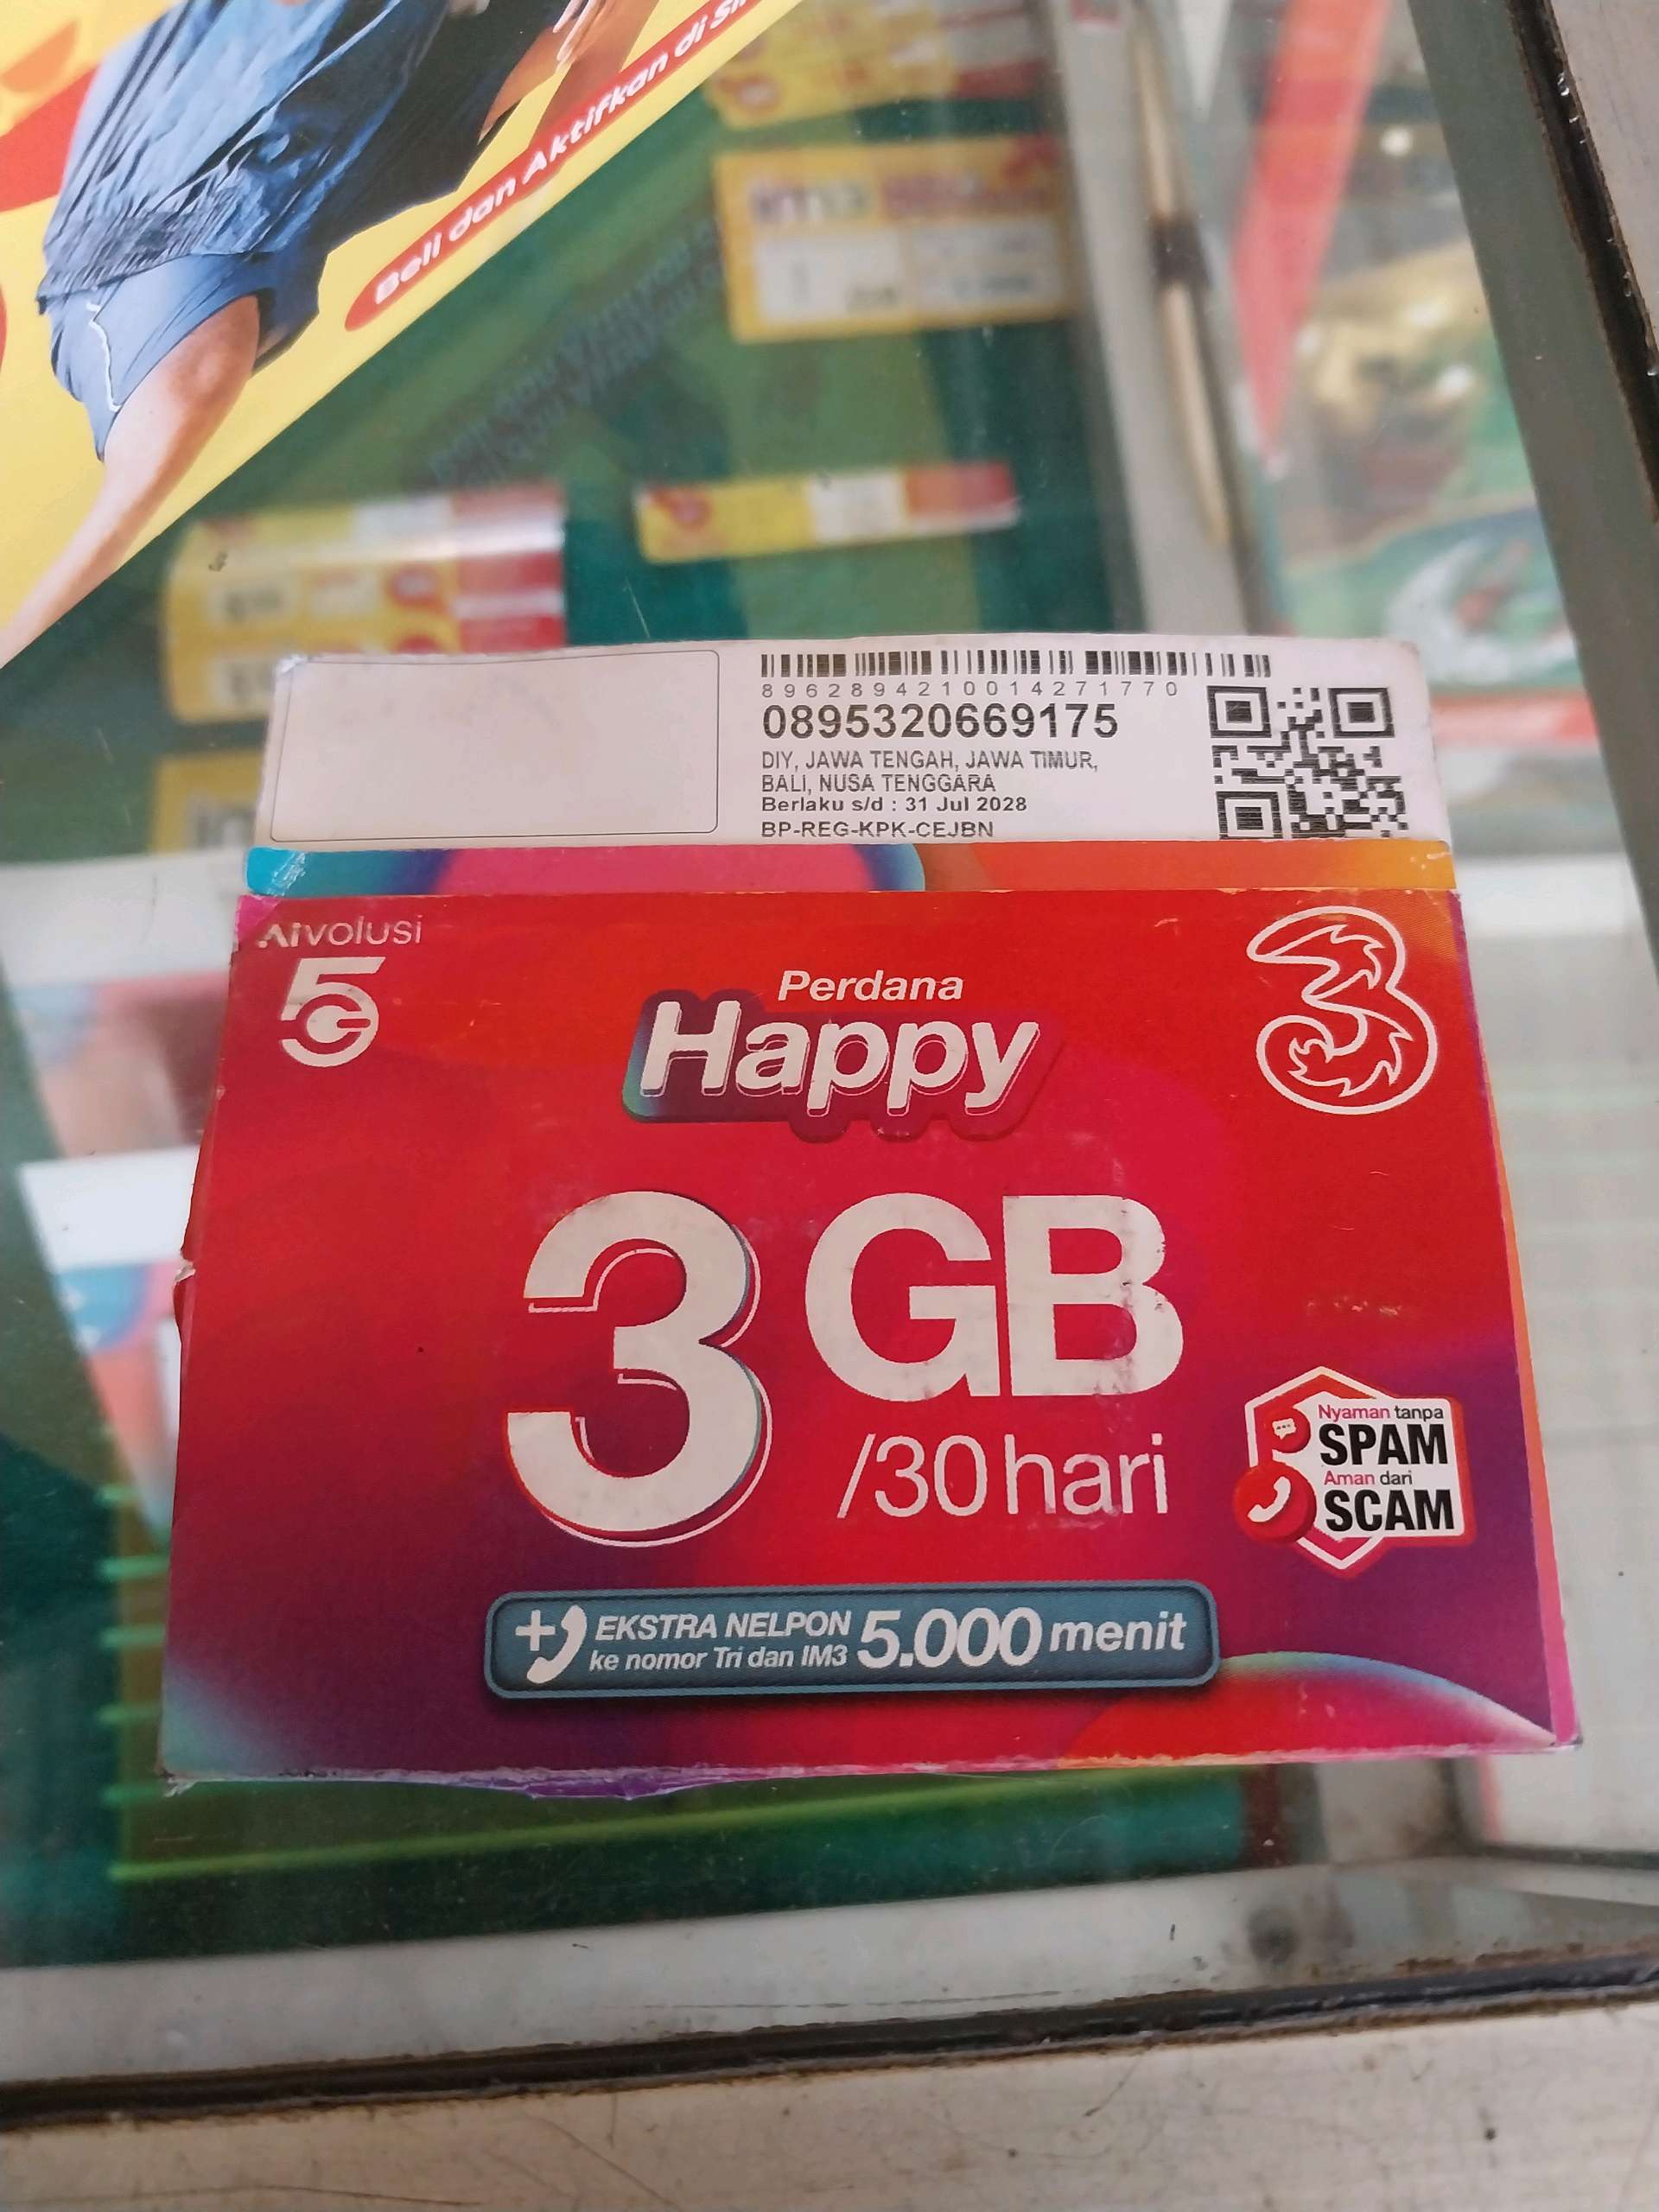 Beli dan Aktifkan di
8962894210014271770
0895320669175
DIY, JAWA TENGAH, JAWA TIMUR,
BALI, NUSA TENGGARA
Berlaku s/d : 31 Jul 2028
BP-REG-KPK-CEJBN
AIvolusi
5G
3
Perdana
Happy
3 GB
/30 hari
Nyaman tanpa
SPAM
Aman dari
SCAM
EKSTRA NELPON
ke nomor Tri dan IM3
5.000 menit